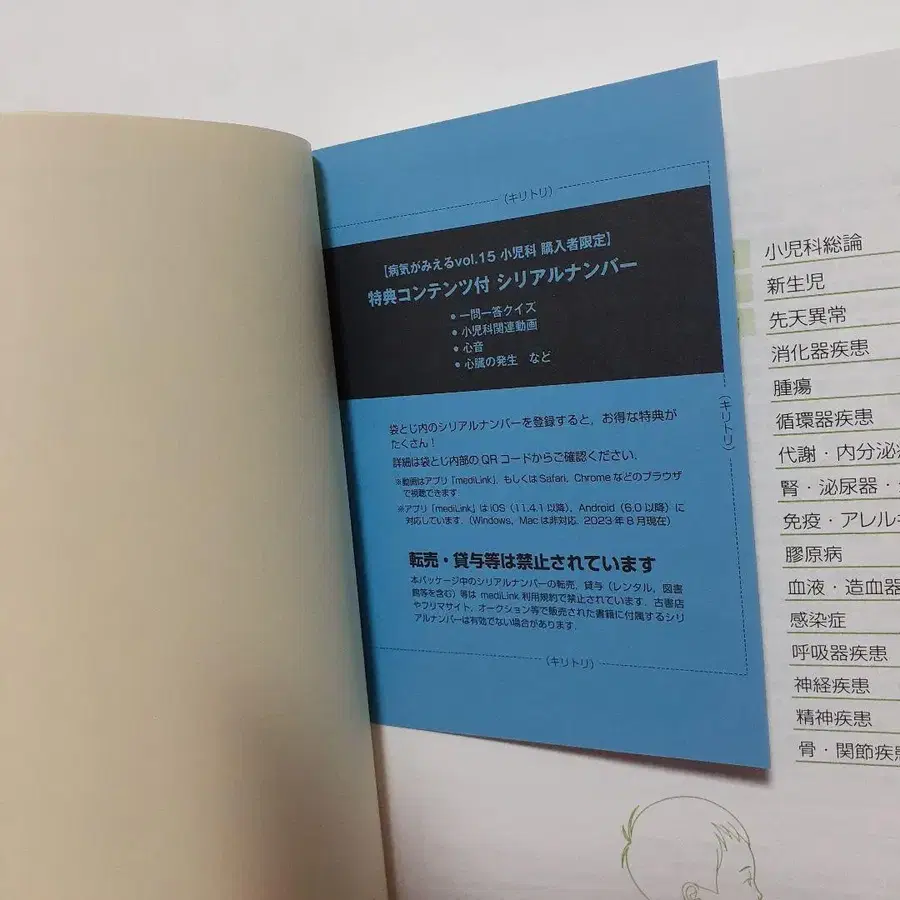 (キリトリ)
【病気がみえるvol.15 小児科 購入者限定】
特典コンテンツ付 シリアルナンバー
● 一問一答クイズ
● 小児科関連動画
● 心音
● 心臓の発生 など
(キリトリ)
袋とじ内のシリアルナンバーを登録すると,お得な特典が
たくさん!
詳細は袋とじ内部のQRコードからご確認ください.
※動画はアプリ「mediLink」,もしくはSafari,Chromeなどのブラウザ
で視聴できます.
※アプリ「mediLink」はiOS(11.4.1以降),Android(6.0以降)に
対応しています.(Windows,Macは非対応.2023年8月現在)
転売・貸与等は禁止されています
本パッケージ中のシリアルナンバーの転売,貸与(レンタル,図書
館等を含む)等は mediLink 利用規約で禁止されています.古書店
やフリマサイト,オークション等で販売された書籍に付属するシリ
アルナンバーは有効でない場合があります.
(キリトリ)
小児科総論
新生児
先天異常
消化器疾患
腫瘍
循環器疾患
代謝・内分泌
腎・泌尿器・
免疫・アレル
膠原病
血液・造血器
感染症
呼吸器疾患
神経疾患
精神疾患
骨・関節疾患